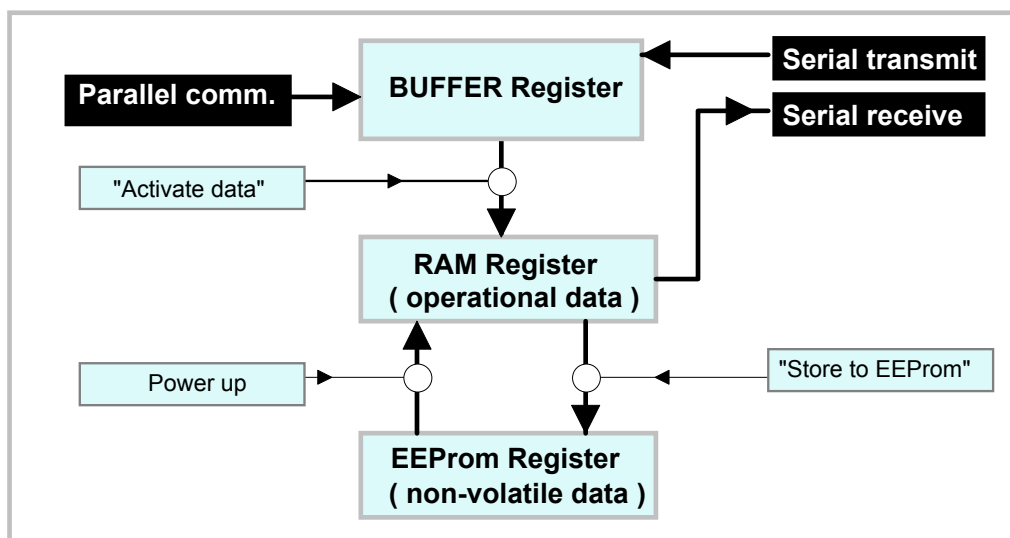 Serial transmit
BUFFER Register
Parallel comm.
Serial receive
"Activate data"
RAM Register
( operational data )
Power up
"Store to EEProm"
EEProm Register
( non-volatile data )